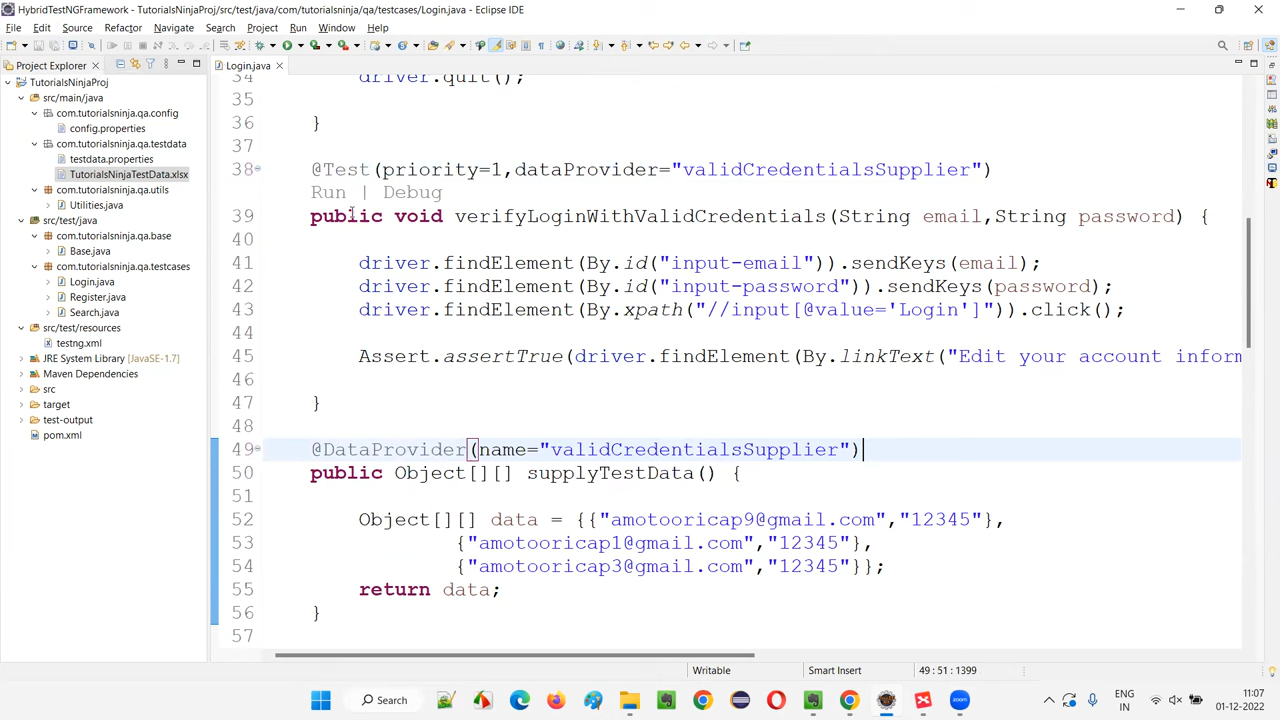 HybridTestNGFramework - TutorialsNinjaProj/src/test/java/com/tutorialsninja/qa/testcases/Login.java - Eclipse IDE
File Edit Source Refactor Navigate Search Project Run Window Help
Project Explorer
Login.java
TutorialsNinjaProj
src/main/java
com.tutorialsninja.qa.config
config.properties
com.tutorialsninja.qa.testdata
testdata.properties
TutorialsNinjaTestData.xlsx
com.tutorialsninja.qa.utils
Utilities.java
src/test/java
com.tutorialsninja.qa.base
Base.java
com.tutorialsninja.qa.testcases
Login.java
Register.java
Search.java
src/test/resources
testng.xml
JRE System Library [JavaSE-1.7]
Maven Dependencies
src
target
test-output
pom.xml
34 driver.quit();
35
36 }
37
38 @Test(priority=1,dataProvider="validCredentialsSupplier")
Run | Debug
39 public void verifyLoginWithValidCredentials(String email,String password) {
40
41 driver.findElement(By.id("input-email")).sendKeys(email);
42 driver.findElement(By.id("input-password")).sendKeys(password);
43 driver.findElement(By.xpath("//input[@value='Login']")).click();
44
45 Assert.assertTrue(driver.findElement(By.linkText("Edit your account inform
46
47 }
48
49 @DataProvider(name="validCredentialsSupplier")
50 public Object[][] supplyTestData() {
51
52 Object[][] data = {{"amotooricap9@gmail.com","12345"},
53 {"amotooricap1@gmail.com","12345"},
54 {"amotooricap3@gmail.com","12345"}};
55 return data;
56 }
57
Writable Smart Insert 49 : 51 : 1399
Search
ENG
IN
11:07
01-12-2022